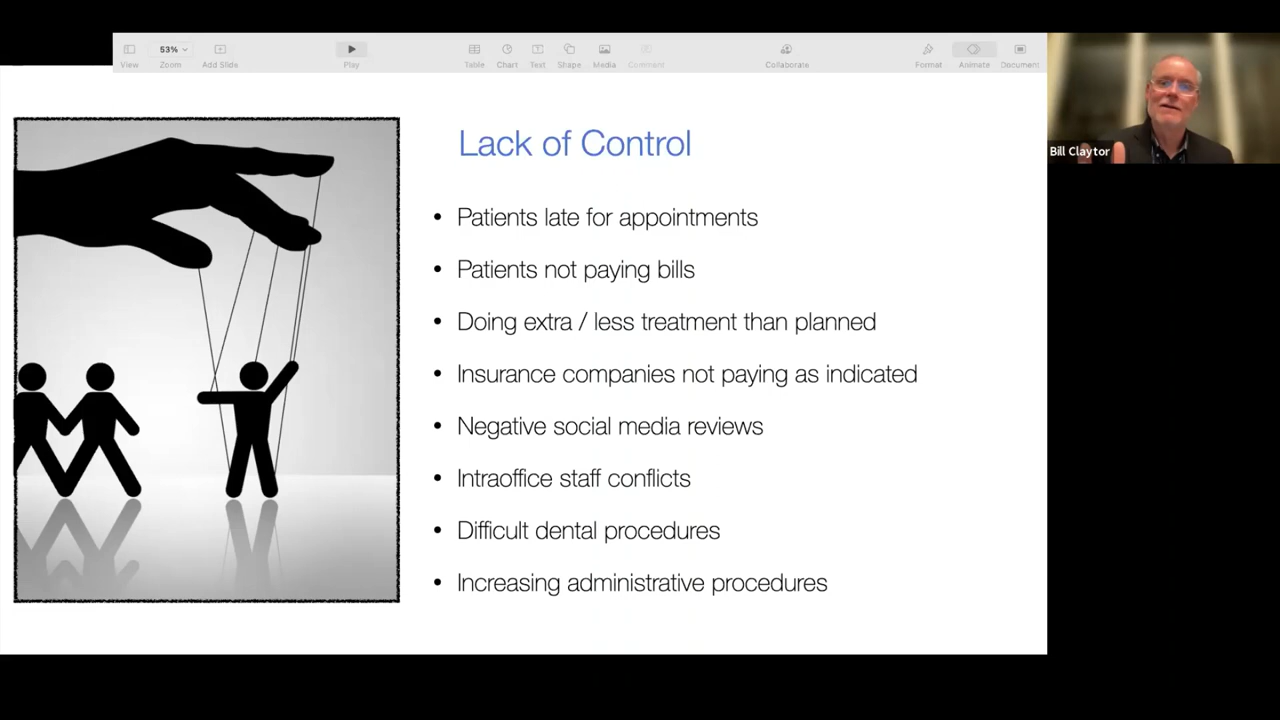 53%
View
Zoom
Add Slide
Play
Table
Chart
Text
Shape
Media
Comment
Collaborate
Format
Animate
Document
Bill Claytor
Lack of Control
• Patients late for appointments
• Patients not paying bills
• Doing extra / less treatment than planned
• Insurance companies not paying as indicated
• Negative social media reviews
• Intraoffice staff conflicts
• Difficult dental procedures
• Increasing administrative procedures